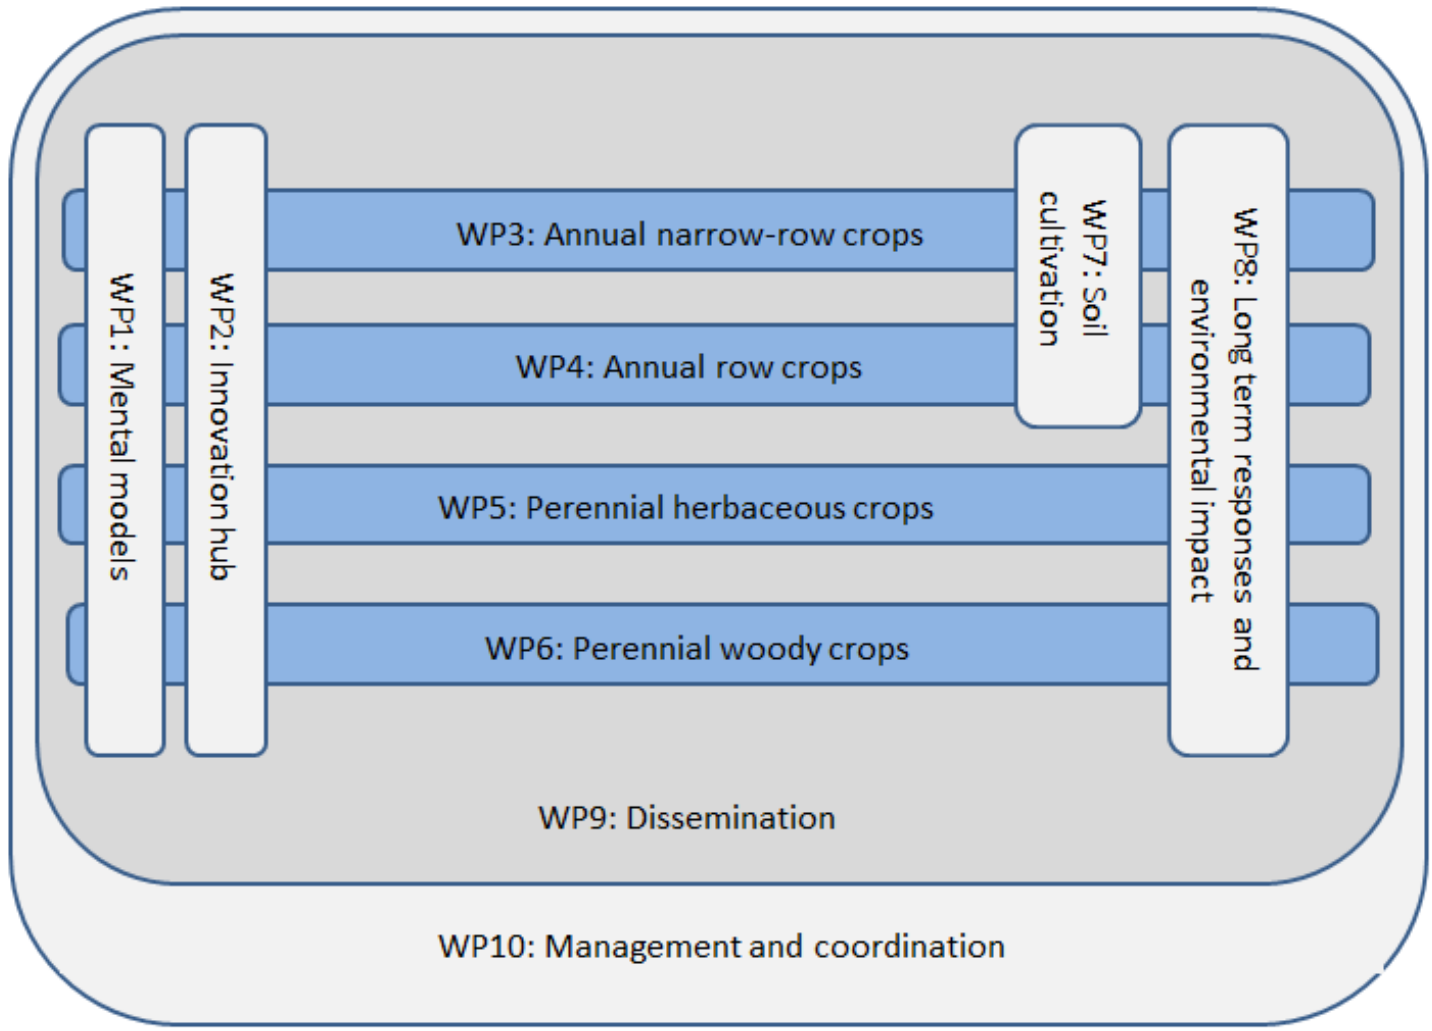 WP1: Mental models
WP2: Innovation hub
WP3: Annual narrow-row crops
WP4: Annual row crops
WP5: Perennial herbaceous crops
WP6: Perennial woody crops
WP7: Soil
cultivation
WP8: Long term responses and
environmental impact
WP9: Dissemination
WP10: Management and coordination